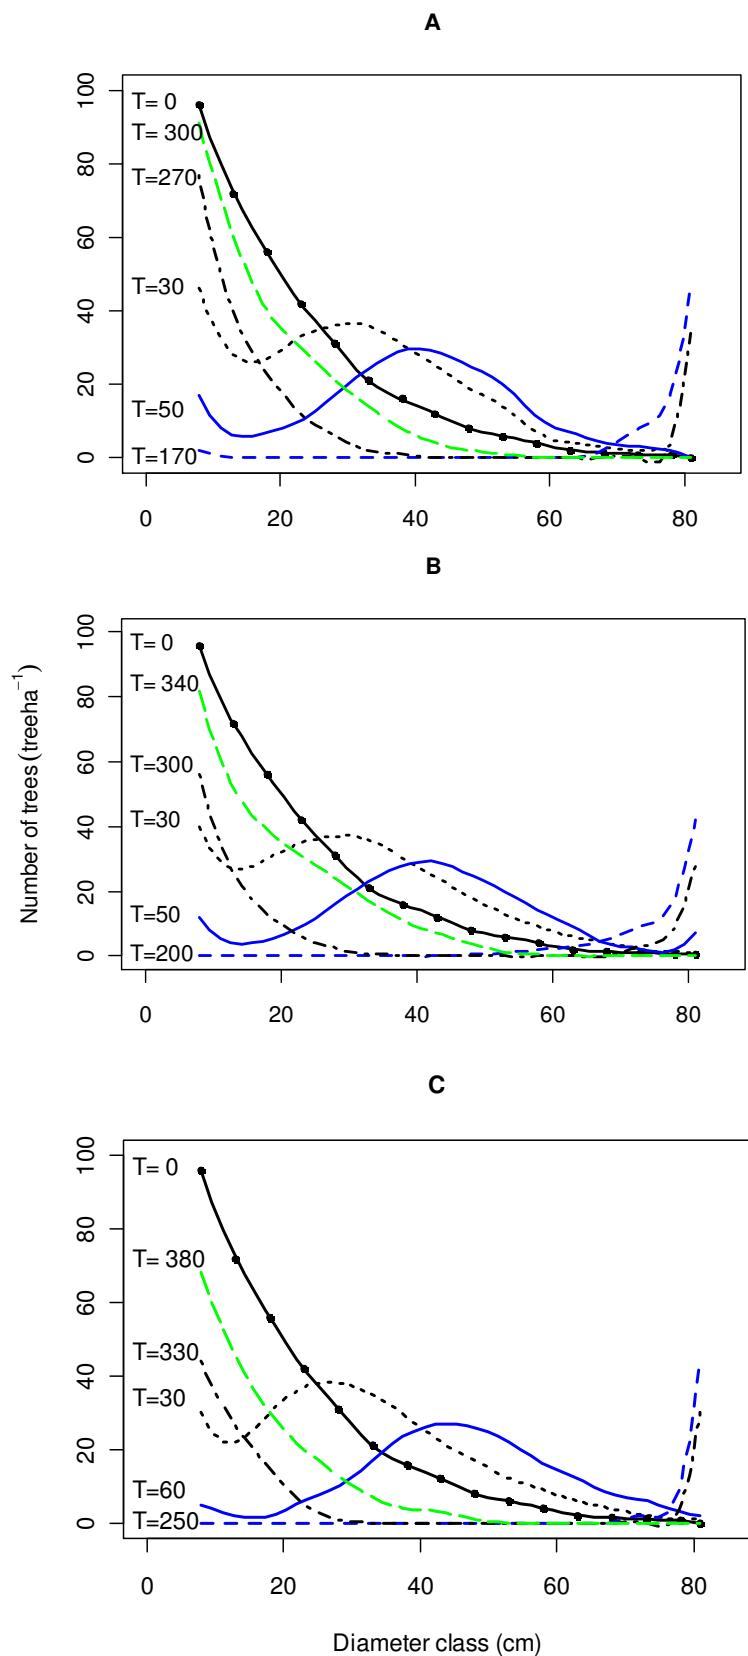 A
100
80
60
40
20
0
T= 0
T= 300
T=270
T=30
T=50
T=170
0 20 40 60 80
B
Number of trees (treeha−1)
100
80
60
40
20
0
T= 0
T= 340
T=300
T=30
T=50
T=200
0 20 40 60 80
C
100
80
60
40
20
0
T= 0
T= 380
T=330
T=30
T=60
T=250
0 20 40 60 80
Diameter class (cm)